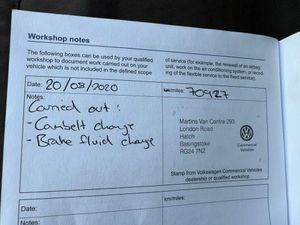 Workshop notes
The following boxes can be used by your qualified
workshop to document work carried out on your
vehicle which is not included in the defined scope
of service (for example, the renewal of an airbag
unit, work on the air conditioning system, or record-
ing of the flexible service to the fixed service).
Date: 20/03/2020
km/miles: 70927
Notes:
Carried out :
- Cambelt change
- Brake fluid change
Martins Van Centre 293
London Road
Hatch
Basingstoke
RG24 7NZ
Commercial
Vehicles
Stamp from Volkswagen Commercial Vehicles
dealership or qualified workshop
Date:
km/miles:
Notes: